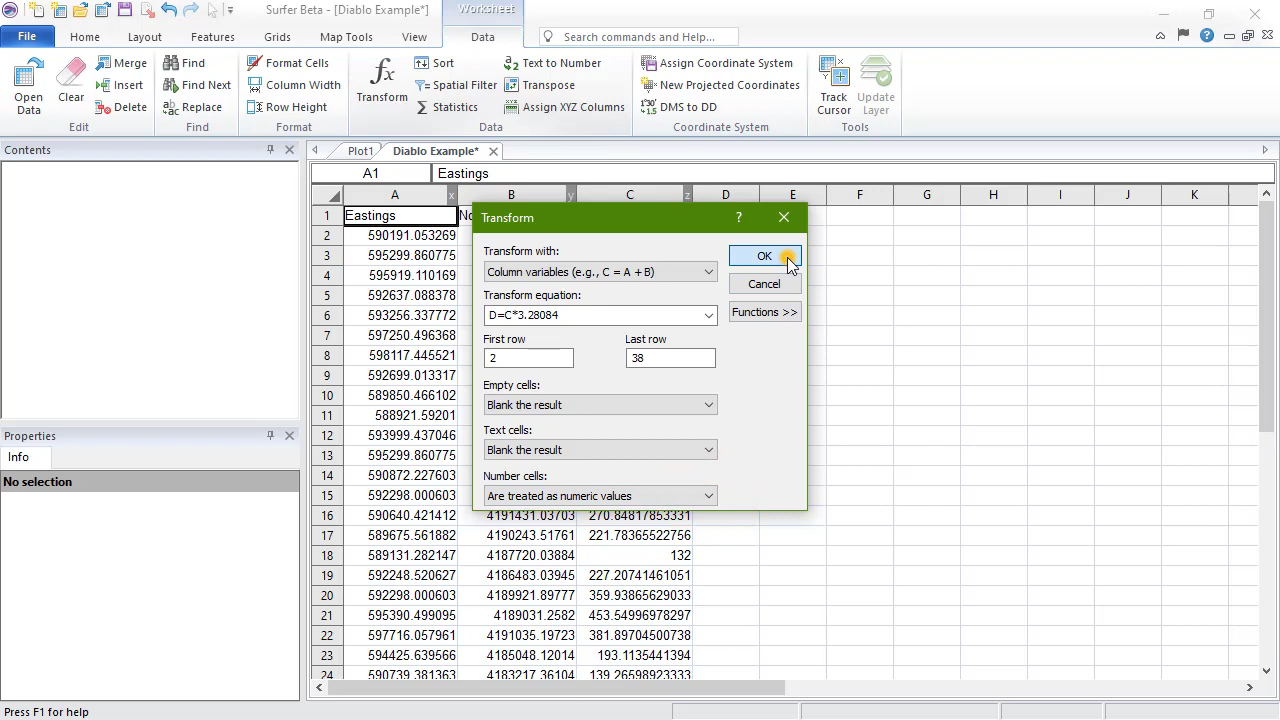 Surfer Beta - [Diablo Example*]
Worksheet
File Home Layout Features Grids Map Tools View Data Search commands and Help...
Open Data
Clear
Merge
Insert
Delete
Edit
Find
Find Next
Replace
Find
Format Cells
Column Width
Row Height
Format
Transform
Sort
Spatial Filter
Statistics
Text to Number
Transpose
Assign XYZ Columns
Data
Assign Coordinate System
New Projected Coordinates
DMS to DD
Coordinate System
Track Cursor
Update Layer
Tools
Contents
Plot1 Diablo Example*
A1 Eastings
A x B y C z D E F G H I J K
1 Eastings No
2 590191.053269
3 595299.860775
4 595919.110169
5 592637.088378
6 593256.337772
7 597250.496368
8 598117.445521
9 592699.013317
10 589850.466102
11 588921.59201
12 593999.437046
13 595299.860775
14 590872.227603
15 592298.000603
16 590640.421412 4191431.03703 270.84817853331
17 589675.561882 4190243.51761 221.78365522756
18 589131.282147 4187720.03884 132
19 592248.520627 4186483.03945 227.20741461051
20 592298.000603 4189921.89777 359.93865629033
21 595390.499095 4189031.2582 453.54996978297
22 597716.057961 4191035.19723 381.89704500738
23 594425.639566 4185048.12014 193.1135441394
24 590739.381363 4183217.36104 139.26598923333
Transform
?
Transform with:
Column variables (e.g., C = A + B)
Transform equation:
D=C*3.28084
First row Last row
2 38
Empty cells:
Blank the result
Text cells:
Blank the result
Number cells:
Are treated as numeric values
OK
Cancel
Functions >>
Properties
Info
No selection
Press F1 for help